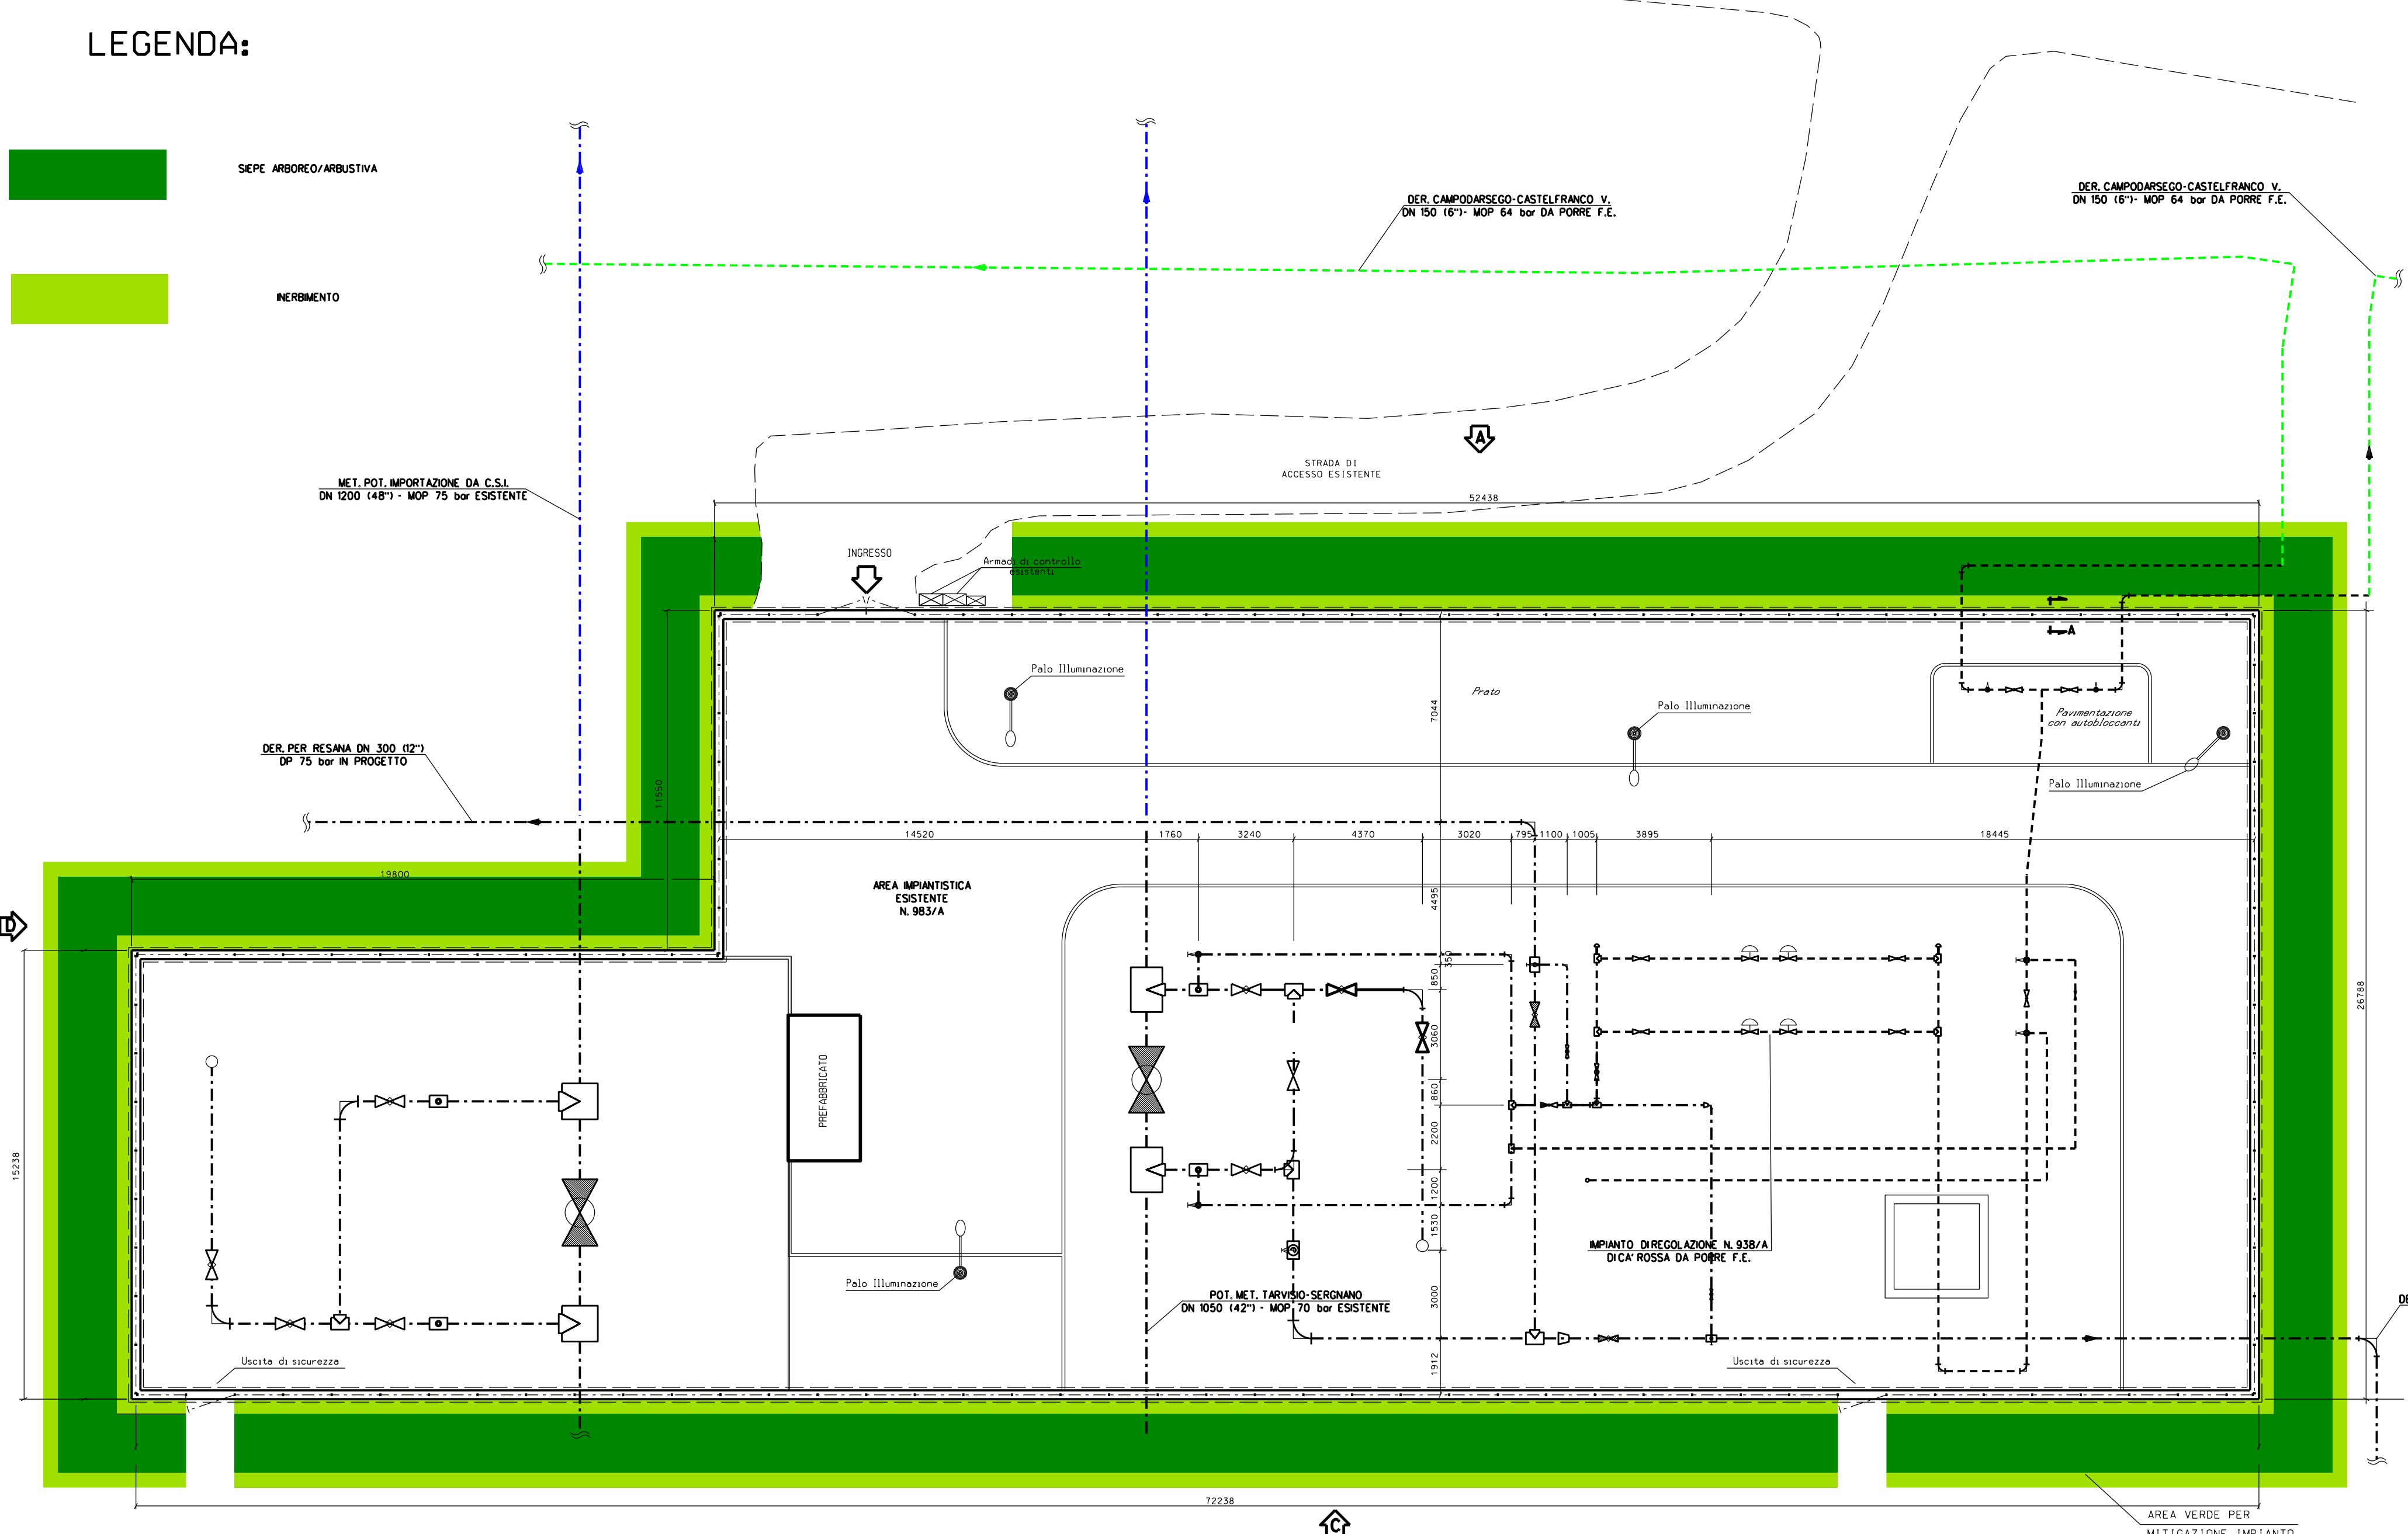 LEGENDA:
SIEPE ARBOREO/ARBUSTIVA
INERBIMENTO
DER. CAMPODARSEGO-CASTELFRANCO V.
DN 150 (6")- MOP 64 bar DA PORRE F.E.
DER. CAMPODARSEGO-CASTELFRANCO V.
DN 150 (6")- MOP 64 bar DA PORRE F.E.
MET. POT. IMPORTAZIONE DA C.S.I.
DN 1200 (48") - MOP 75 bar ESISTENTE
A
STRADA DI
ACCESSO ESISTENTE
52438
INGRESSO
Armadi di controllo
esistenti
A
Palo Illuminazione
Prato
7044
Palo Illuminazione
Pavimentazione
con autobloccanti
Palo Illuminazione
DER. PER RESANA DN 300 (12")
DP 75 bar IN PROGETTO
11550
14520
1760
3240
4370
3020
795
1100
1005
3895
18445
19800
AREA IMPIANTISTICA
ESISTENTE
N. 983/A
4495
D
350
850
26788
3060
PREFABBRICATO
860
2200
15238
1200
1530
IMPIANTO DI REGOLAZIONE N. 938/A
DI CA' ROSSA DA PORRE F.E.
Palo Illuminazione
POT. MET. TARVISIO-SERGNANO
DN 1050 (42") - MOP 70 bar ESISTENTE
3000
DE
Uscita di sicurezza
1912
Uscita di sicurezza
72238
C
AREA VERDE PER
MITIGAZIONE IMPIANTO